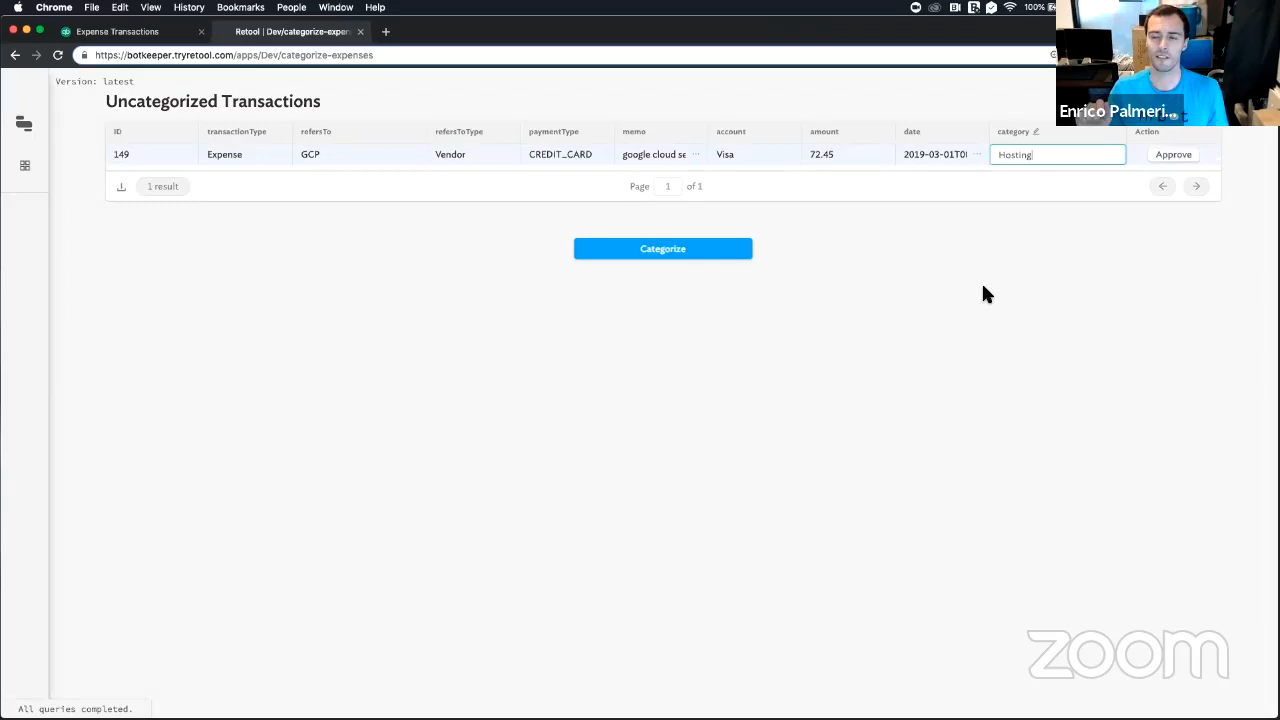 Chrome File Edit View History Bookmarks People Window Help 100%
Expense Transactions
Retool | Dev/categorize-expen
https://botkeeper.tryretool.com/apps/Dev/categorize-expenses
Enrico Palmeri...
Version: latest
Uncategorized Transactions
ID transactionType refersTo refersToType paymentType memo account amount date category Action
149 Expense GCP Vendor CREDIT_CARD google cloud se ... Visa 72.45 2019-03-01T0 ... Hosting Approve
1 result Page 1 of 1
Categorize
zoom
All queries completed.